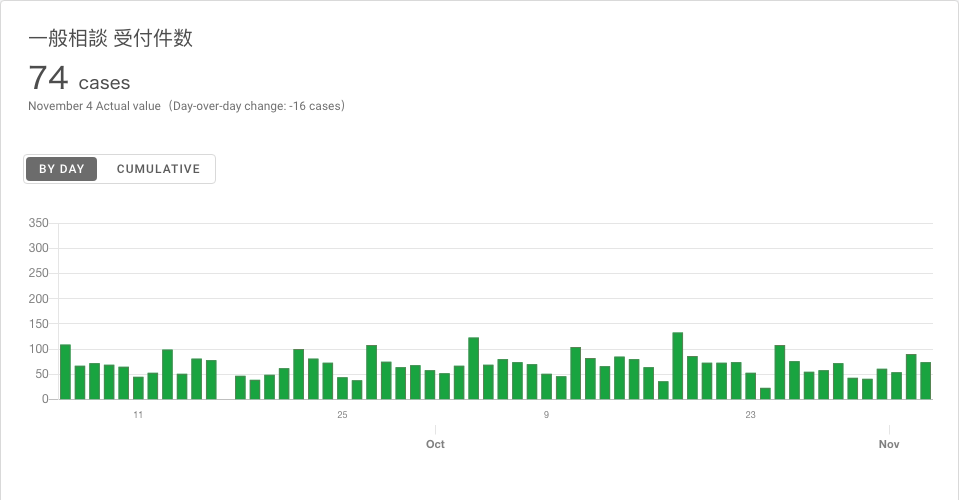 一般相談 受付件数
74 cases
November 4 Actual value（Day-over-day change: -16 cases）
BY DAY CUMULATIVE
350
300
250
200
150
100
50
0
11 25 9 23
Oct Nov